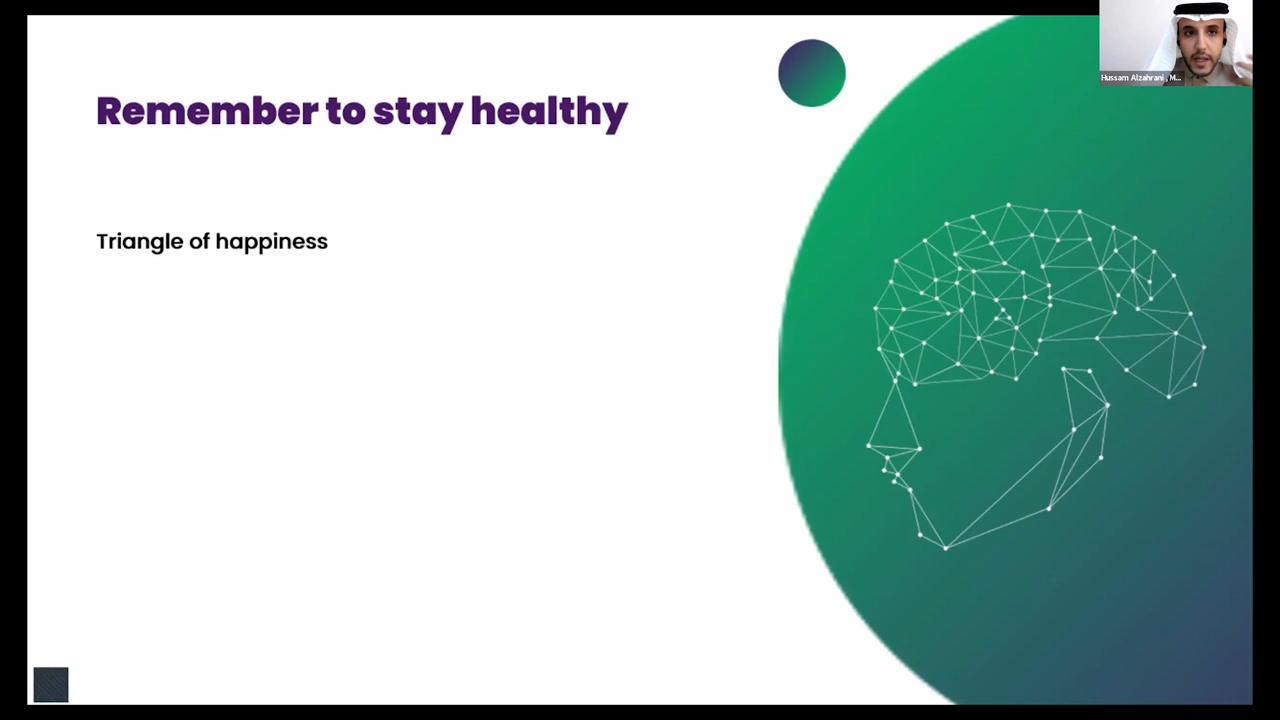 Remember to stay healthy
Triangle of happiness
Hussam Alzahrani , M...